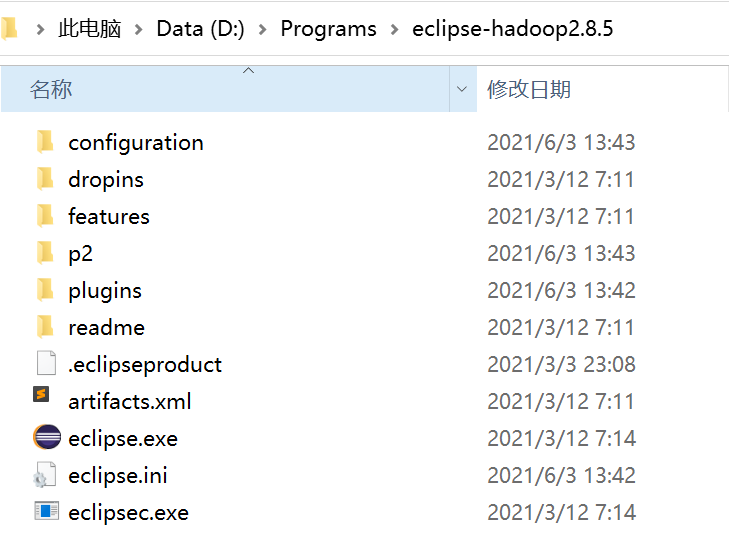 此电脑 Data (D:) Programs eclipse-hadoop2.8.5
名称 修改日期
configuration 2021/6/3 13:43
dropins 2021/3/12 7:11
features 2021/3/12 7:11
p2 2021/6/3 13:43
plugins 2021/6/3 13:42
readme 2021/3/12 7:11
.eclipseproduct 2021/3/3 23:08
artifacts.xml 2021/3/12 7:11
eclipse.exe 2021/3/12 7:14
eclipse.ini 2021/6/3 13:42
eclipsec.exe 2021/3/12 7:14